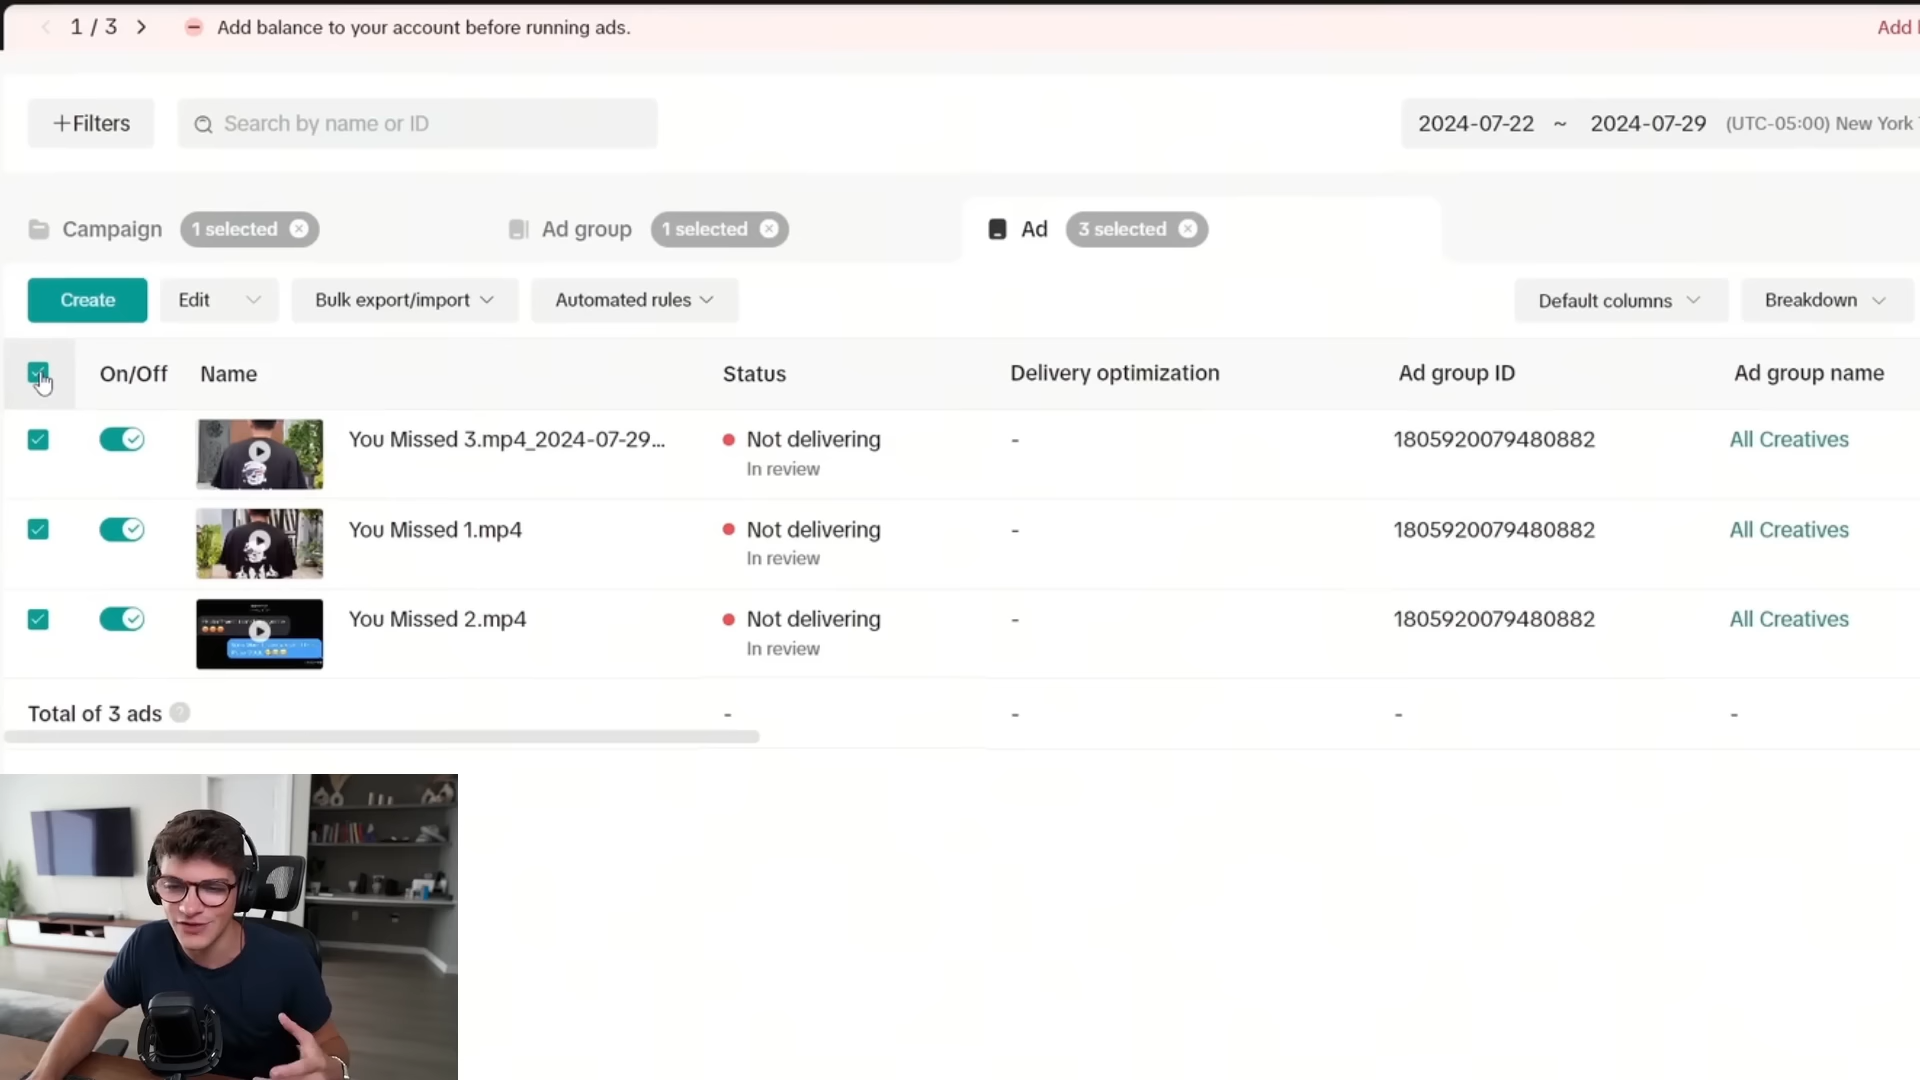 1 / 3
Add balance to your account before running ads.
Add
+Filters
Search by name or ID
2024-07-22 ~ 2024-07-29 (UTC-05:00) New York
Campaign 1 selected
Ad group 1 selected
Ad 3 selected
Create
Edit
Bulk export/import
Automated rules
Default columns
Breakdown
On/Off Name Status Delivery optimization Ad group ID Ad group name
You Missed 3.mp4_2024-07-29... Not delivering - 1805920079480882 All Creatives
In review
You Missed 1.mp4 Not delivering - 1805920079480882 All Creatives
In review
You Missed 2.mp4 Not delivering - 1805920079480882 All Creatives
In review
Total of 3 ads ? - - - -